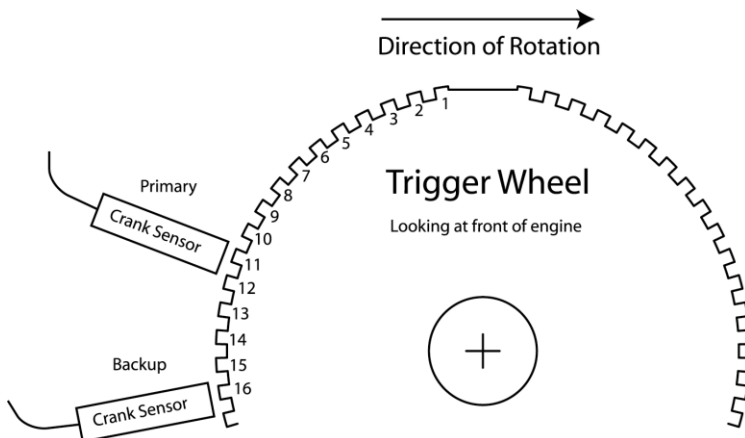 Direction of Rotation
1
2
3
4
5
6
7
8
9
10
11
12
13
14
15
16
Trigger Wheel
Looking at front of engine
Primary
Crank Sensor
Backup
Crank Sensor